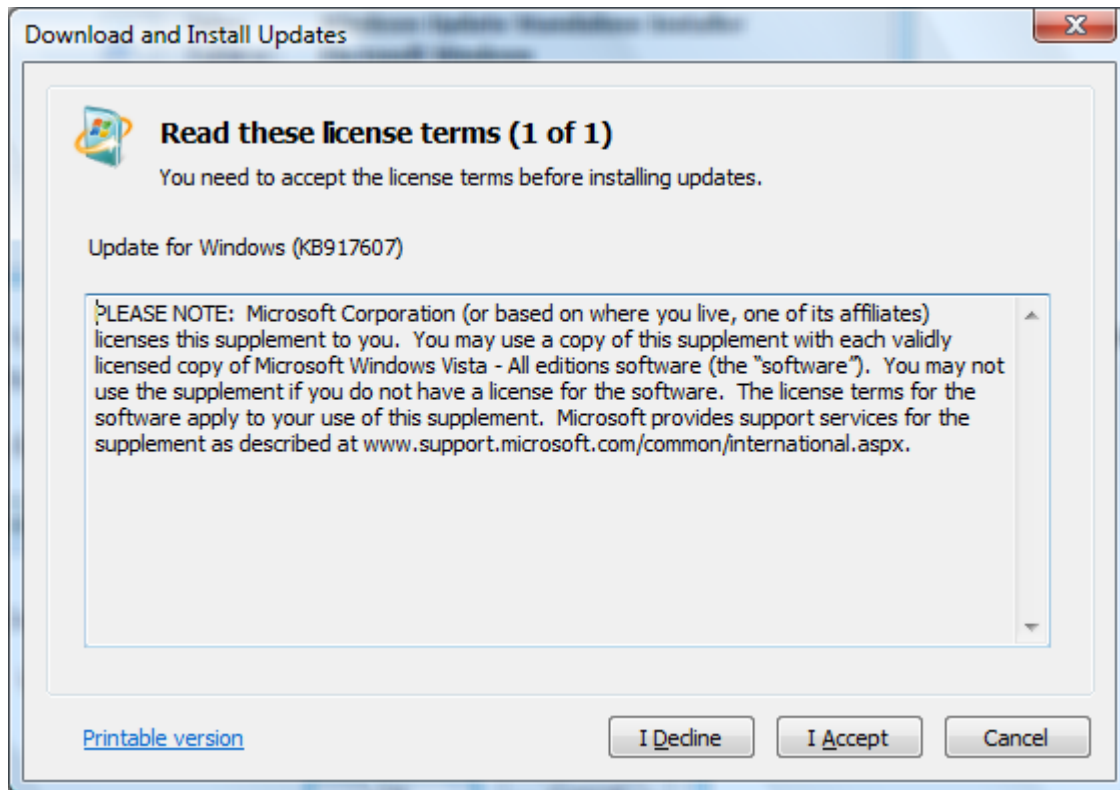 Download and Install Updates
Read these license terms (1 of 1)
You need to accept the license terms before installing updates.
Update for Windows (KB917607)
PLEASE NOTE:  Microsoft Corporation (or based on where you live, one of its affiliates)
licenses this supplement to you.  You may use a copy of this supplement with each validly
licensed copy of Microsoft Windows Vista - All editions software (the “software”).  You may not
use the supplement if you do not have a license for the software.  The license terms for the
software apply to your use of this supplement.  Microsoft provides support services for the
supplement as described at www.support.microsoft.com/common/international.aspx.
Printable version
I Decline
I Accept
Cancel